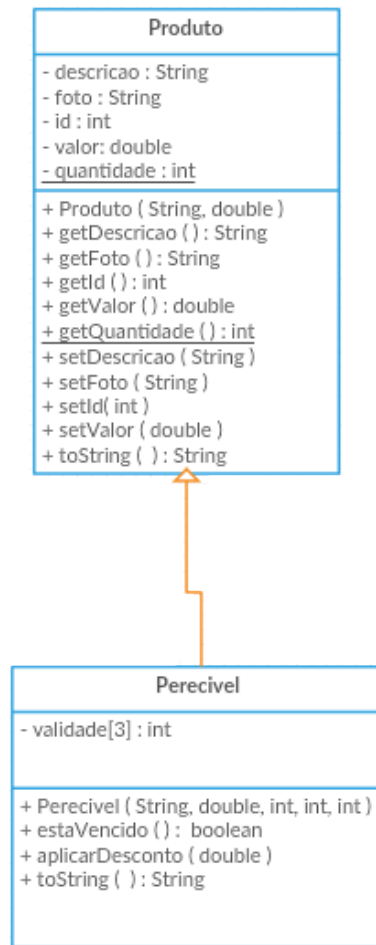 Produto
- descricao : String
- foto : String
- id : int
- valor: double
- quantidade : int
+ Produto ( String, double )
+ getDescricao ( ) : String
+ getFoto ( ) : String
+ getId ( ) : int
+ getValor ( ) : double
+ getQuantidade ( ) : int
+ setDescricao ( String )
+ setFoto ( String )
+ setId( int )
+ setValor ( double )
+ toString (  ) : String
Perecivel
- validade[3] : int
+ Perecivel ( String, double, int, int, int )
+ estaVencido ( ) :  boolean
+ aplicarDesconto ( double )
+ toString (  ) : String